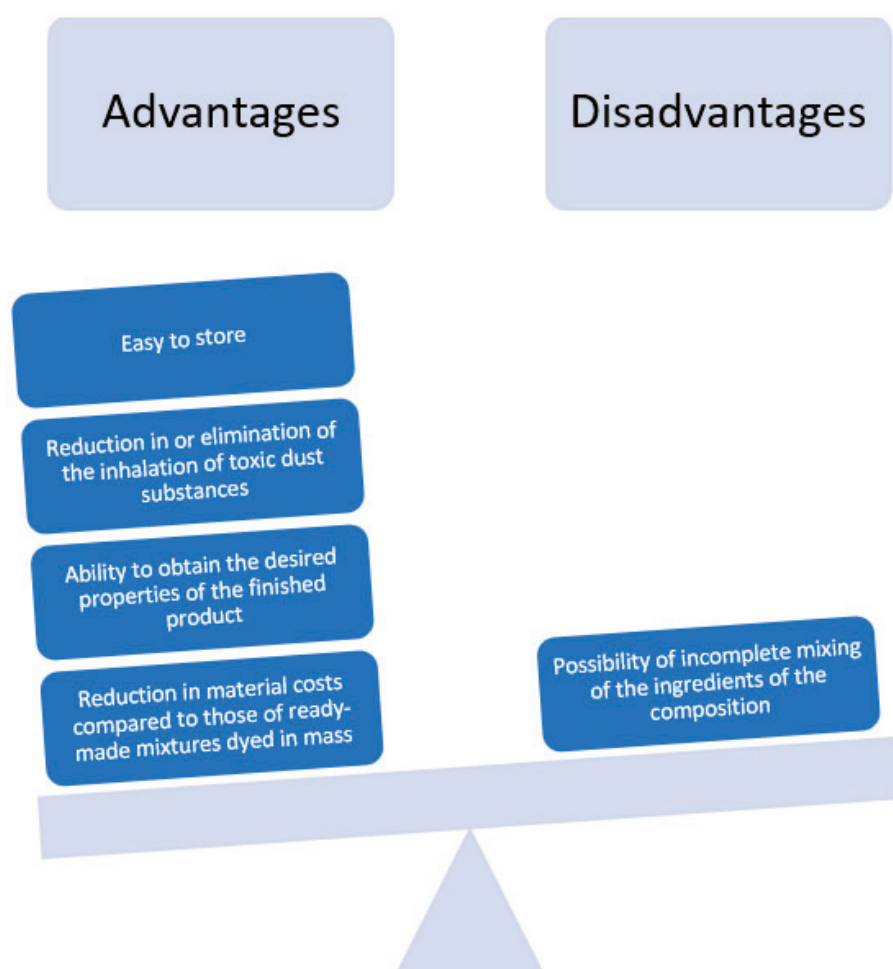 Advantages
Disadvantages
Easy to store
Reduction in or elimination of
the inhalation of toxic dust
substances
Ability to obtain the desired
properties of the finished
product
Reduction in material costs
compared to those of ready-
made mixtures dyed in mass
Possibility of incomplete mixing
of the ingredients of the
composition